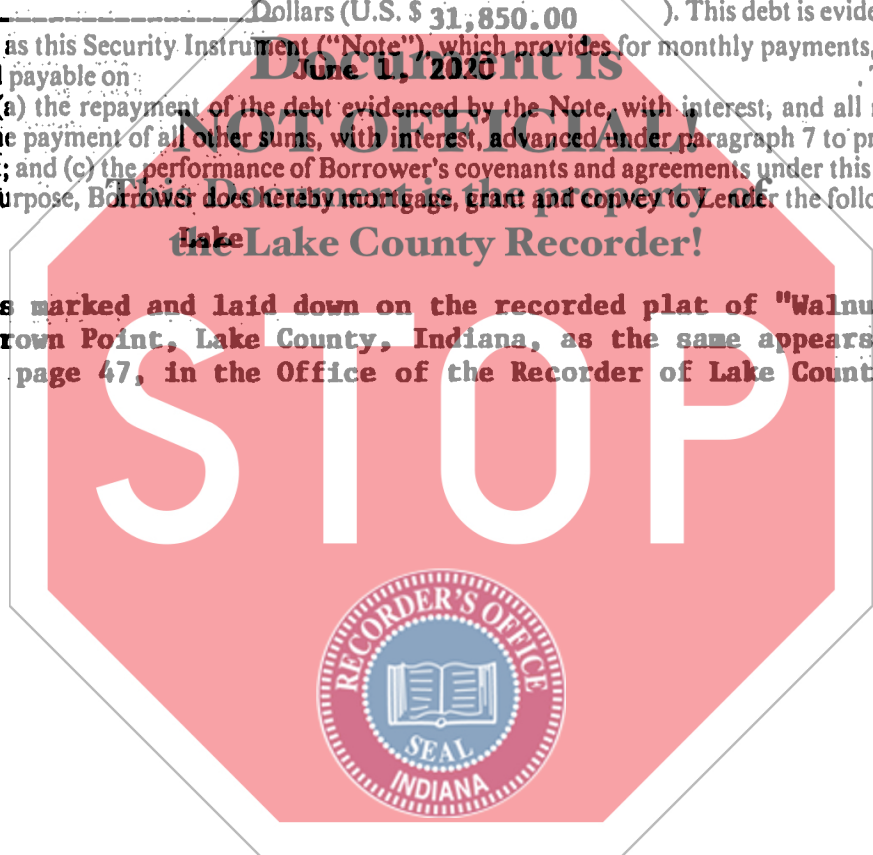 Dollars (U.S. $ 31,850.00 ). This debt is evide
as this Security Instrument (“Note”), which provides for monthly payments,
Document is
payable on June 1, 2020
(a) the repayment of the debt evidenced by the Note, with interest, and all
NOT OFFICIAL!
e payment of all other sums, with interest, advanced under paragraph 7 to pr
; and (c) the performance of Borrower's covenants and agreements under this
This Document is the property of
urpose, Borrower does hereby mortgage, grant and convey to Lender the follo
Lake
the Lake County Recorder!
s marked and laid down on the recorded plat of "Walnu
rown Point, Lake County, Indiana, as the same appears
page 47, in the Office of the Recorder of Lake Count
STOP
RECORDER'S OFFICE
SEAL
INDIANA